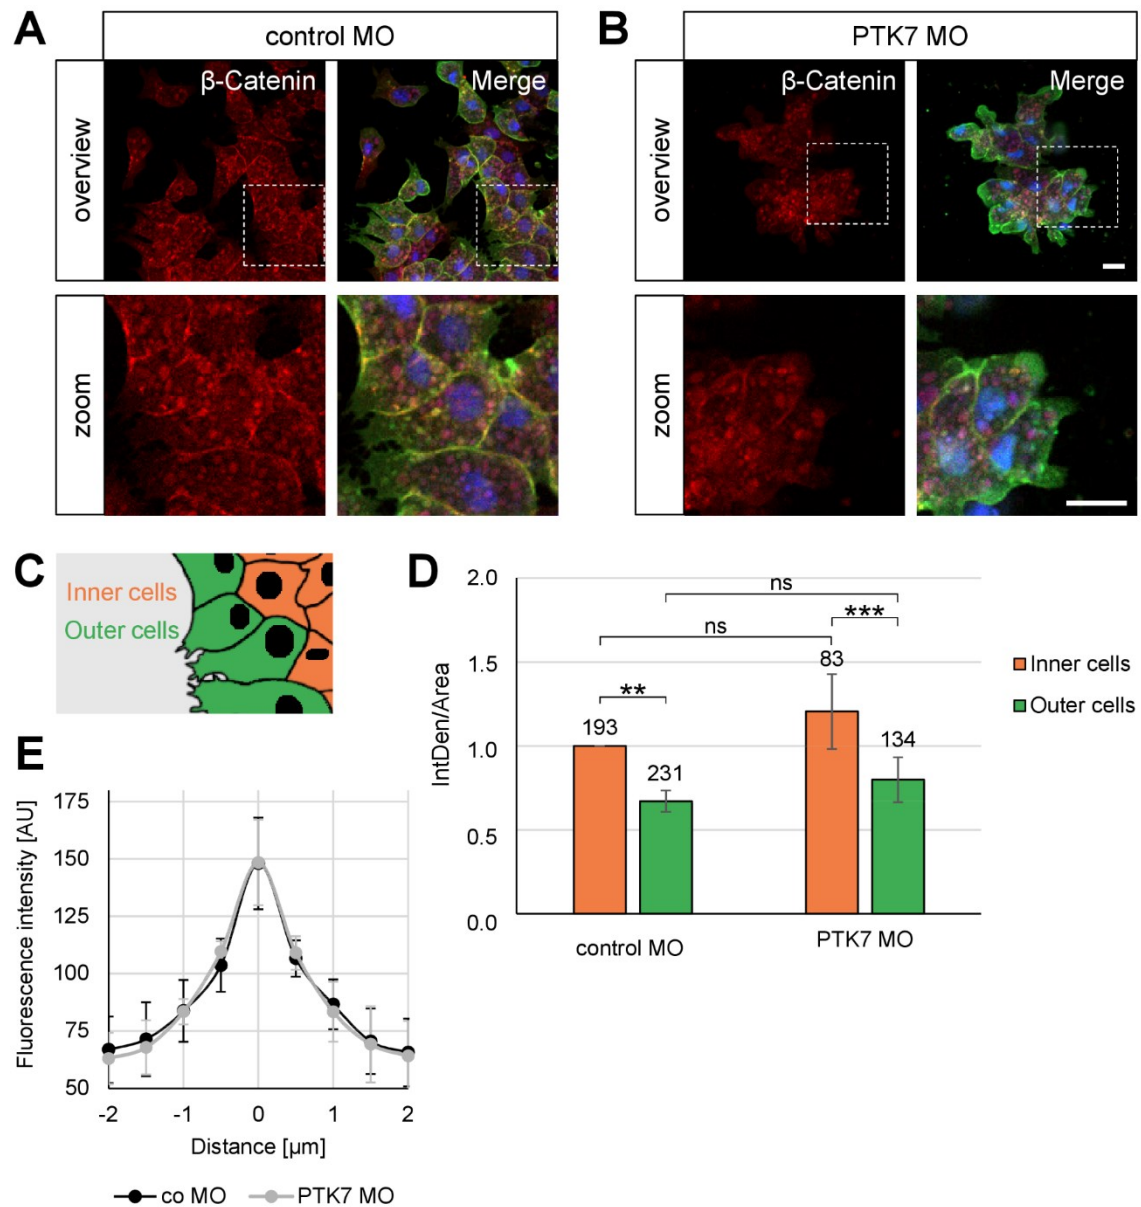 A
control MO
B
PTK7 MO
overview
β-Catenin
Merge
overview
β-Catenin
Merge
zoom
zoom
C
Inner cells
Outer cells
D
IntDen/Area
2.0
1.5
1.0
0.5
0.0
ns
ns
***
**
193
231
83
134
control MO
PTK7 MO
Inner cells
Outer cells
E
Fluorescence intensity [AU]
175
150
125
100
75
50
-2
-1
0
1
2
Distance [µm]
co MO
PTK7 MO